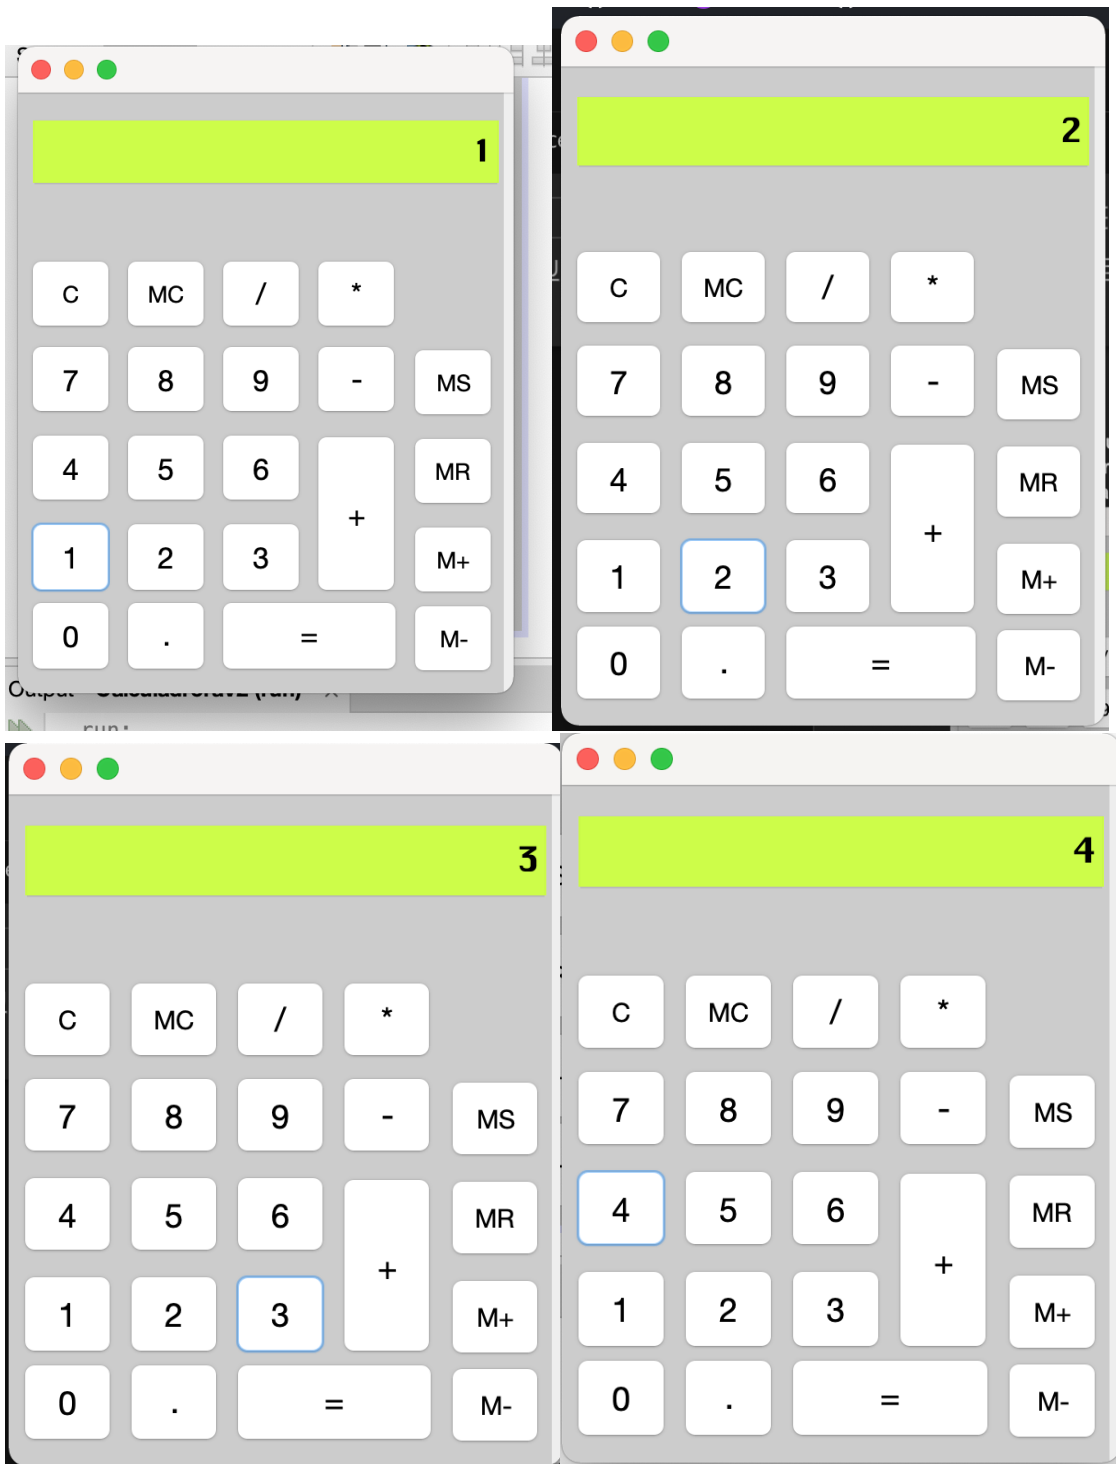 1
C MC / *
7 8 9 - MS
4 5 6 MR
+
1 2 3 M+
0 . = M-
(run)
run:
2
C MC / *
7 8 9 - MS
4 5 6 MR
+
1 2 3 M+
0 . = M-
3
C MC / *
7 8 9 - MS
4 5 6 MR
+
1 2 3 M+
0 . = M-
4
C MC / *
7 8 9 - MS
4 5 6 MR
+
1 2 3 M+
0 . = M-